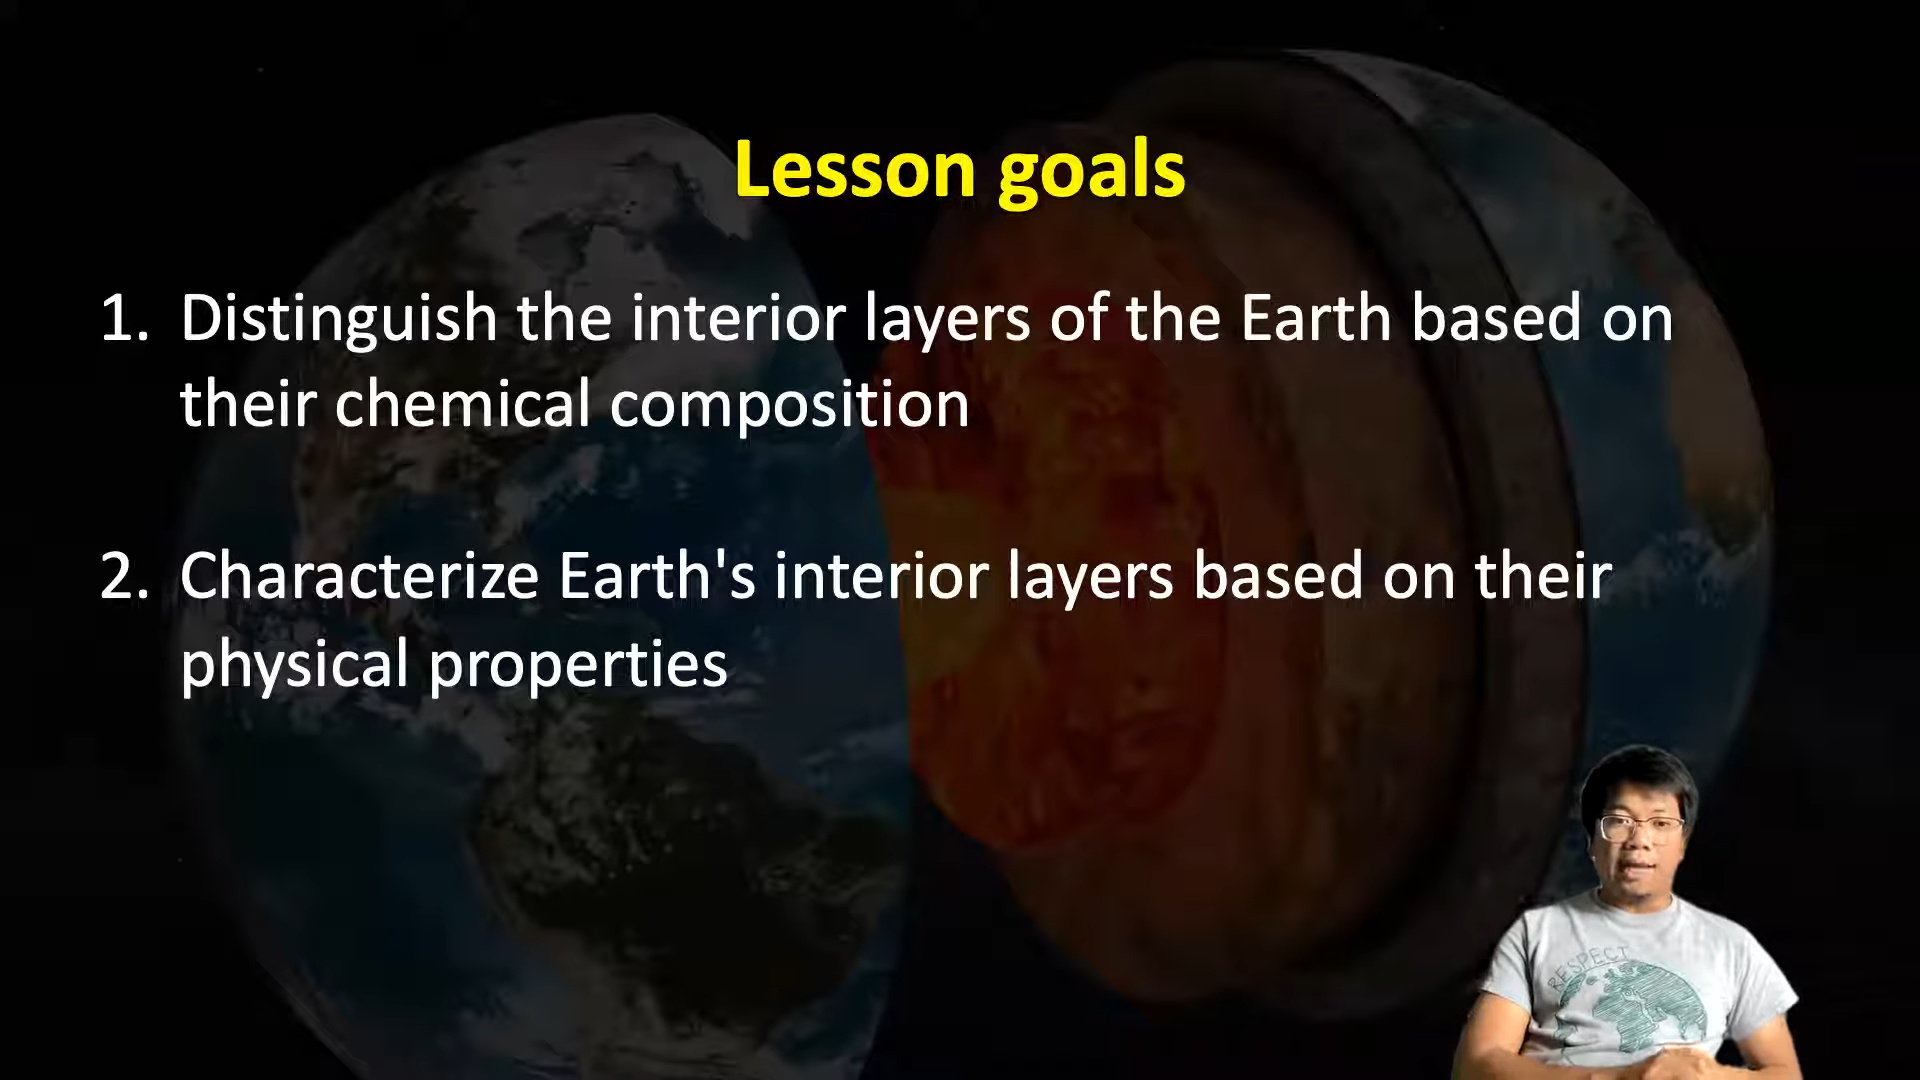 Lesson goals
1. Distinguish the interior layers of the Earth based on
their chemical composition
2. Characterize Earth's interior layers based on their
physical properties
RESPECT